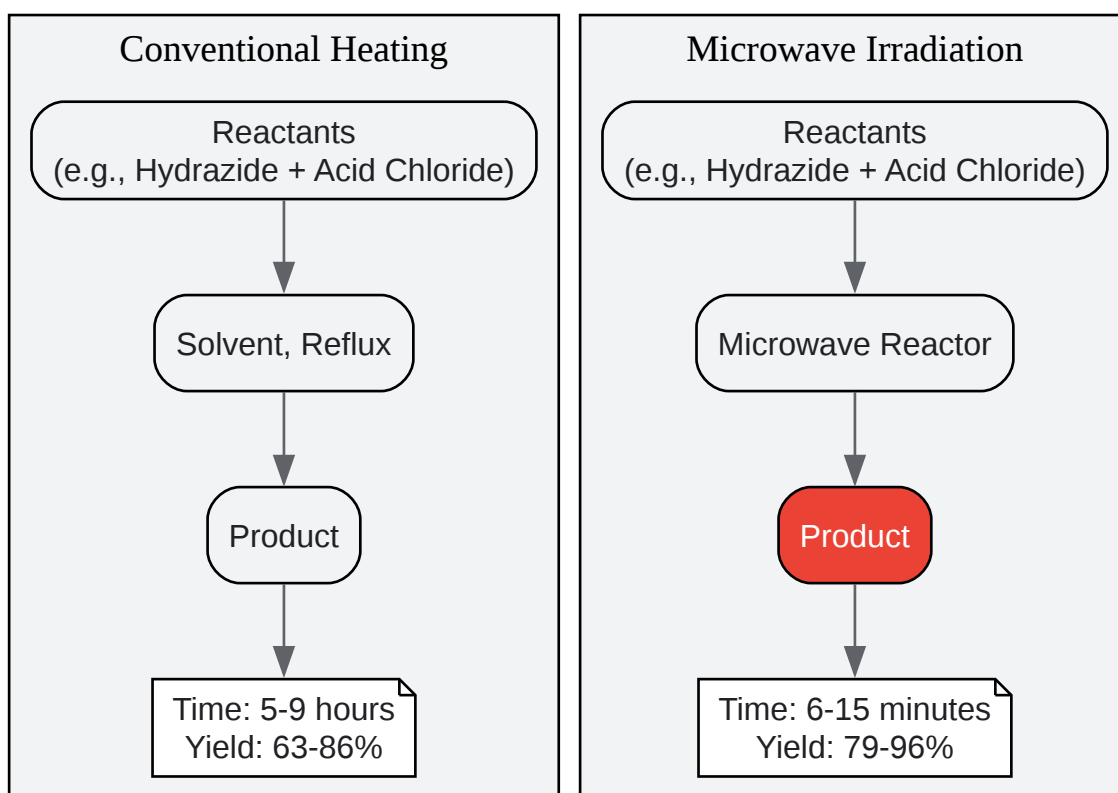 Conventional Heating
Reactants
(e.g., Hydrazide + Acid Chloride)
Solvent, Reflux
Product
Time: 5-9 hours
Yield: 63-86%
Microwave Irradiation
Reactants
(e.g., Hydrazide + Acid Chloride)
Microwave Reactor
Product
Time: 6-15 minutes
Yield: 79-96%